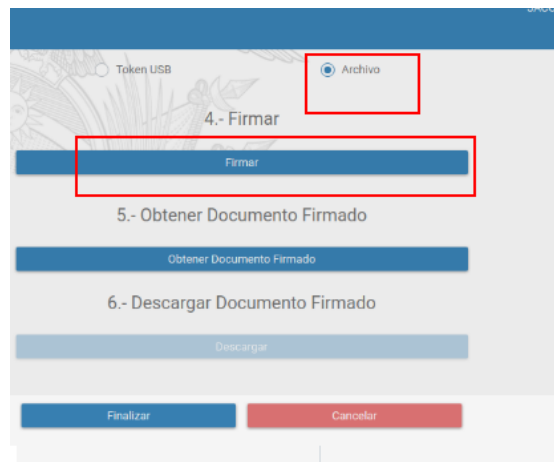 Token USB
Archivo
4.- Firmar
Firmar
5.- Obtener Documento Firmado
Obtener Documento Firmado
6.- Descargar Documento Firmado
Descargar
Finalizar
Cancelar